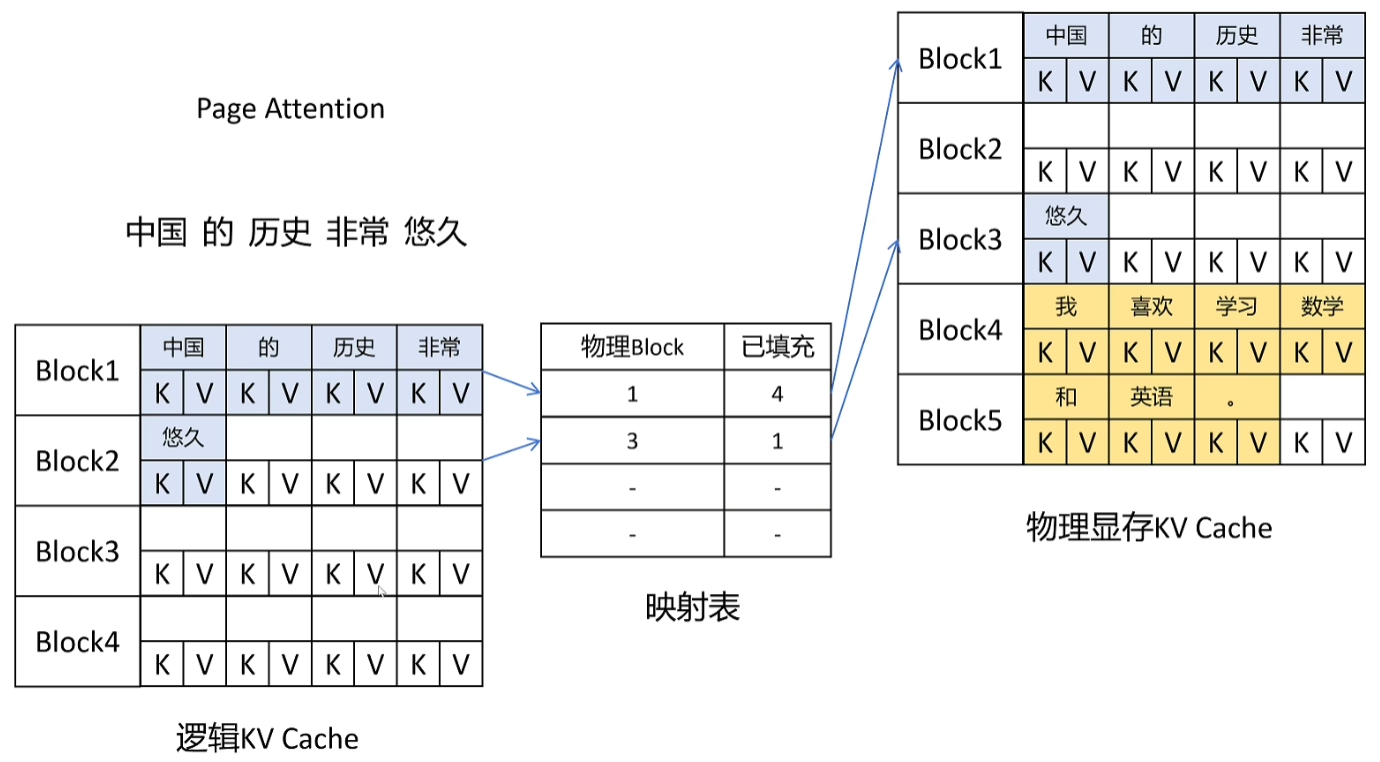 Page Attention
中国 的 历史 非常 悠久
Block1
中国 的 历史 非常
K V K V K V K V
Block2
悠久
K V K V K V K V
Block3
K V K V K V K V
Block4
K V K V K V K V
逻辑KV Cache
物理Block 已填充
1 4
3 1
- -
- -
映射表
Block1
中国 的 历史 非常
K V K V K V K V
Block2
K V K V K V K V
Block3
悠久
K V K V K V K V
Block4
我 喜欢 学习 数学
K V K V K V K V
Block5
和 英语 。
K V K V K V K V
物理显存KV Cache